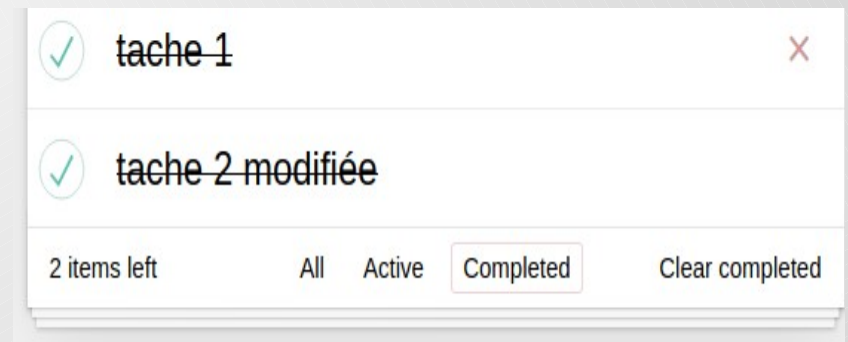 tache 1
tache 2 modifiée
2 items left All Active Completed Clear completed